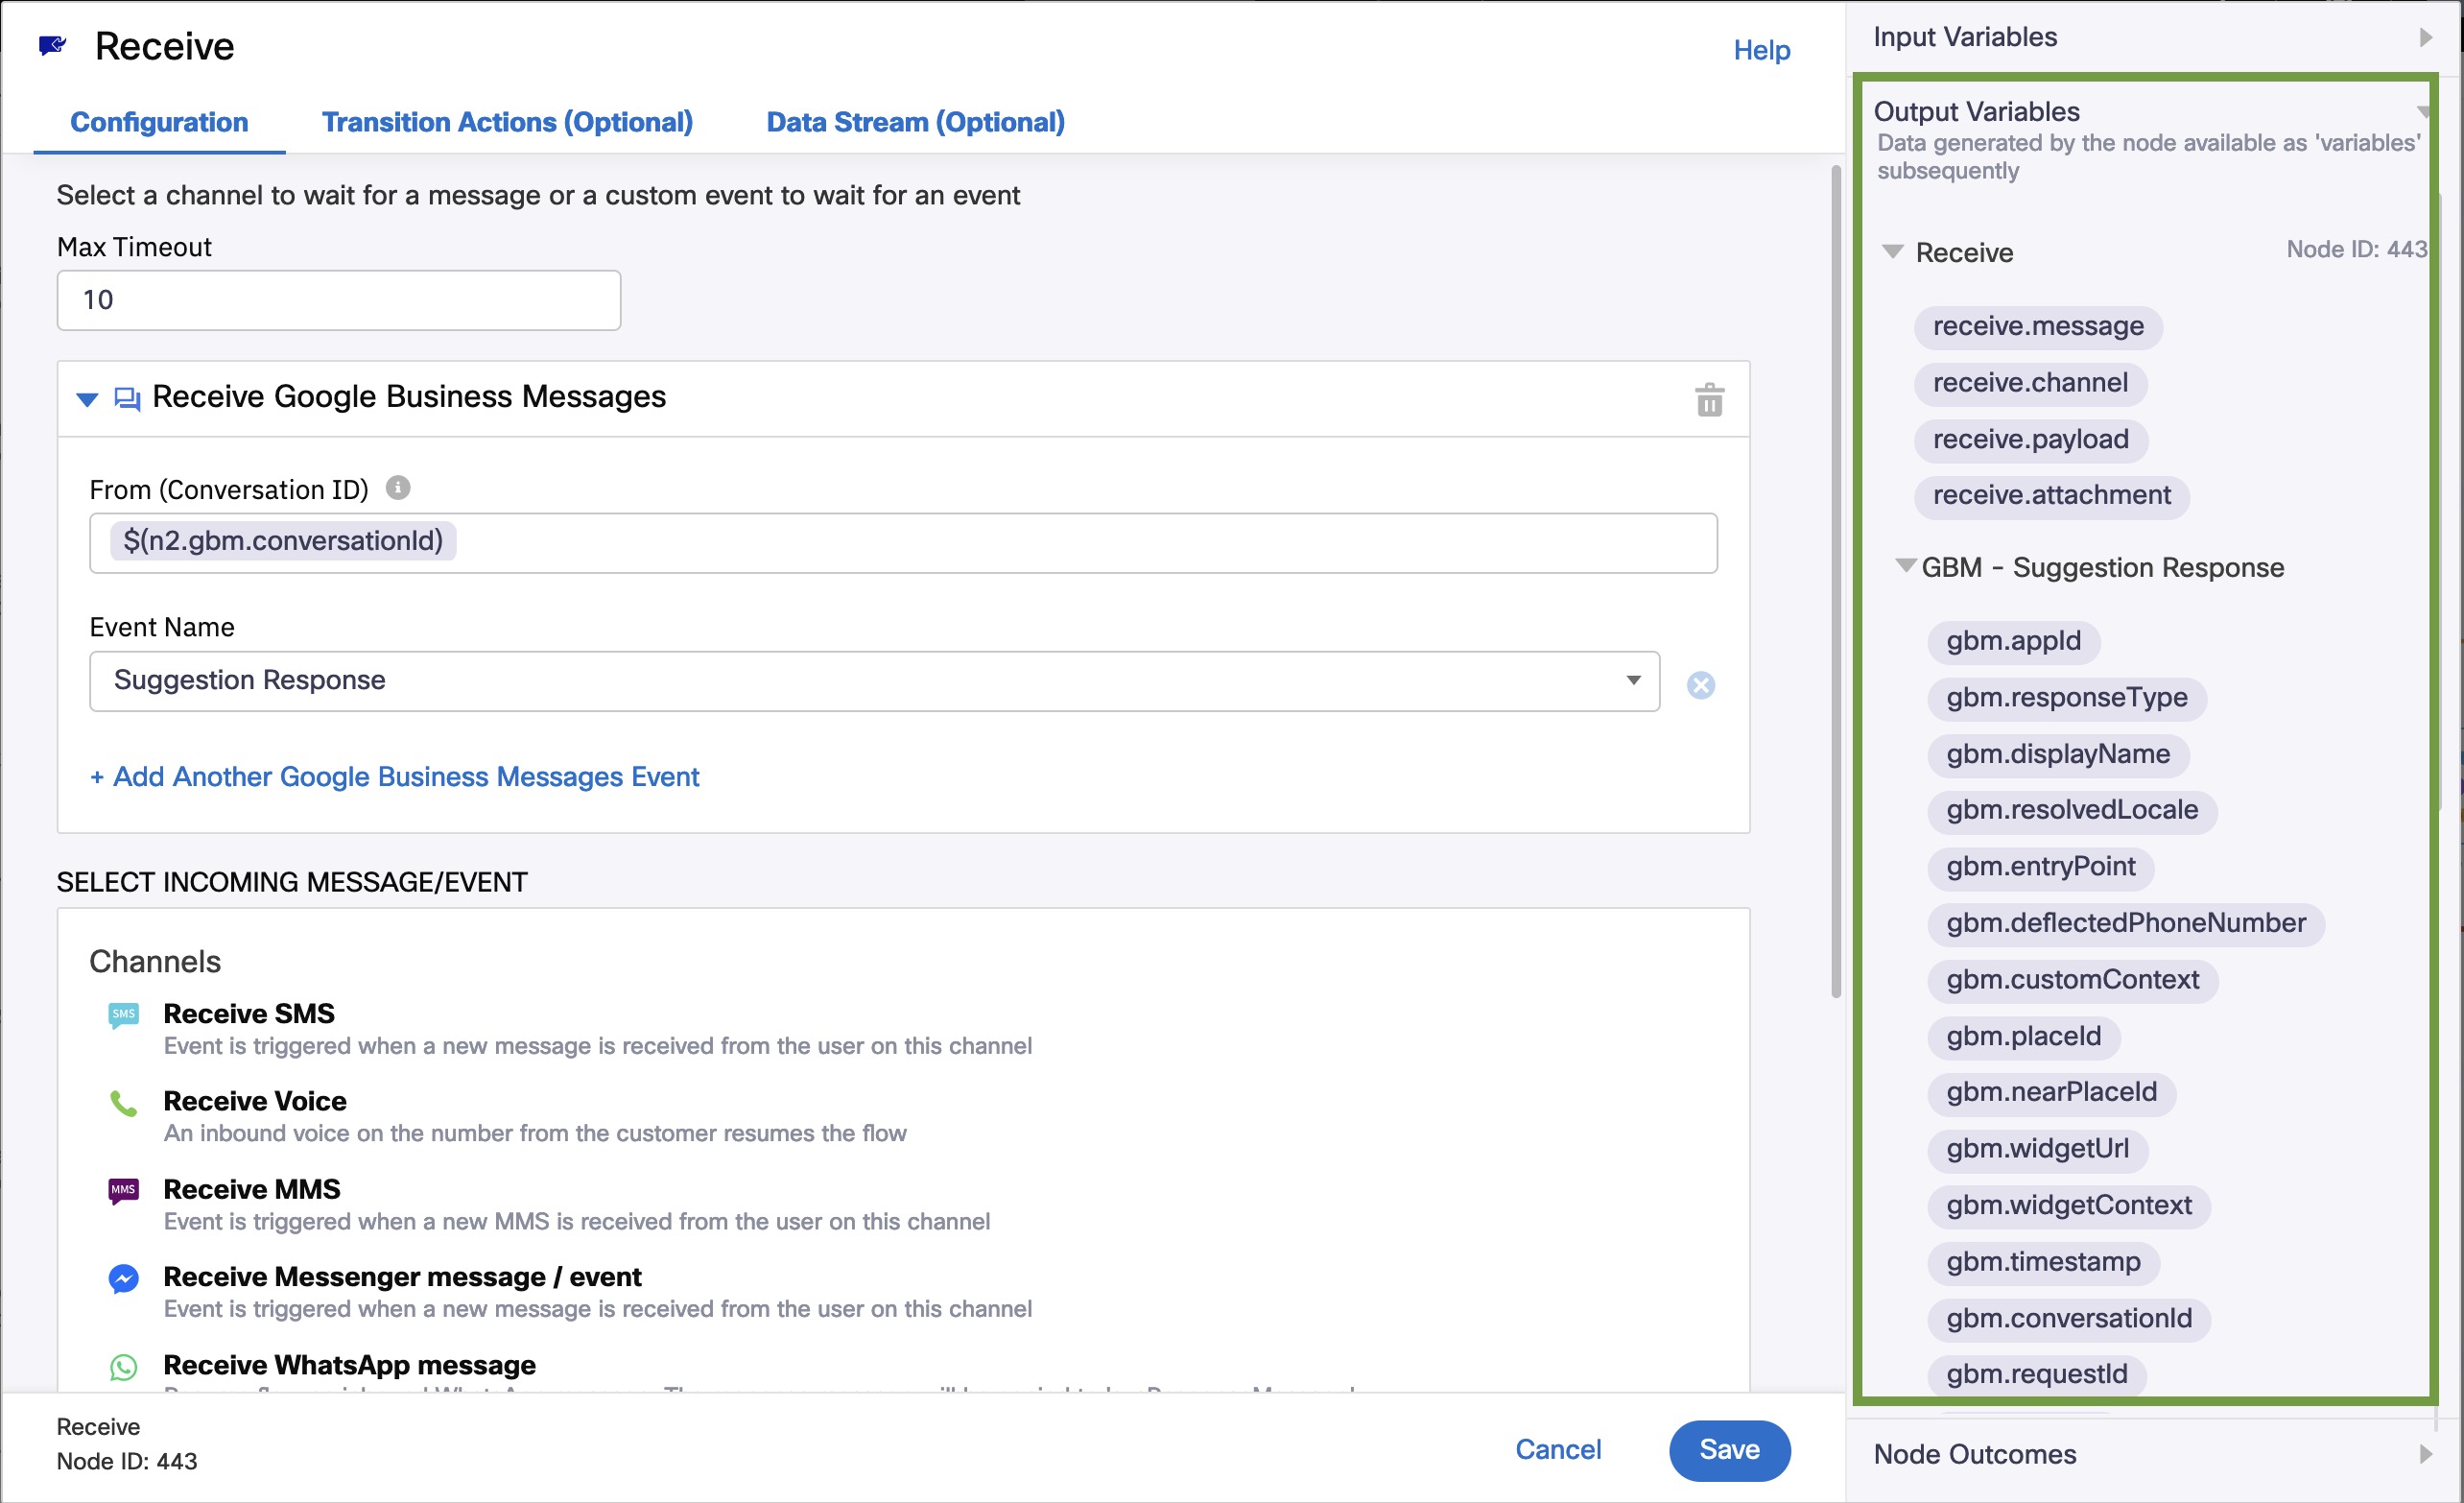 Receive
Help
Configuration
Transition Actions (Optional)
Data Stream (Optional)
Select a channel to wait for a message or a custom event to wait for an event
Max Timeout
10
Receive Google Business Messages
From (Conversation ID)
$(n2.gbm.conversationId)
Event Name
Suggestion Response
+ Add Another Google Business Messages Event
SELECT INCOMING MESSAGE/EVENT
Channels
SMS
Receive SMS
Event is triggered when a new message is received from the user on this channel
Receive Voice
An inbound voice on the number from the customer resumes the flow
MMS
Receive MMS
Event is triggered when a new MMS is received from the user on this channel
Receive Messenger message / event
Event is triggered when a new message is received from the user on this channel
Receive WhatsApp message
Receive
Node ID: 443
Cancel
Save
Input Variables
Output Variables
Data generated by the node available as 'variables'
subsequently
Receive
Node ID: 443
receive.message
receive.channel
receive.payload
receive.attachment
GBM - Suggestion Response
gbm.appId
gbm.responseType
gbm.displayName
gbm.resolvedLocale
gbm.entryPoint
gbm.deflectedPhoneNumber
gbm.customContext
gbm.placeId
gbm.nearPlaceId
gbm.widgetUrl
gbm.widgetContext
gbm.timestamp
gbm.conversationId
gbm.requestId
Node Outcomes